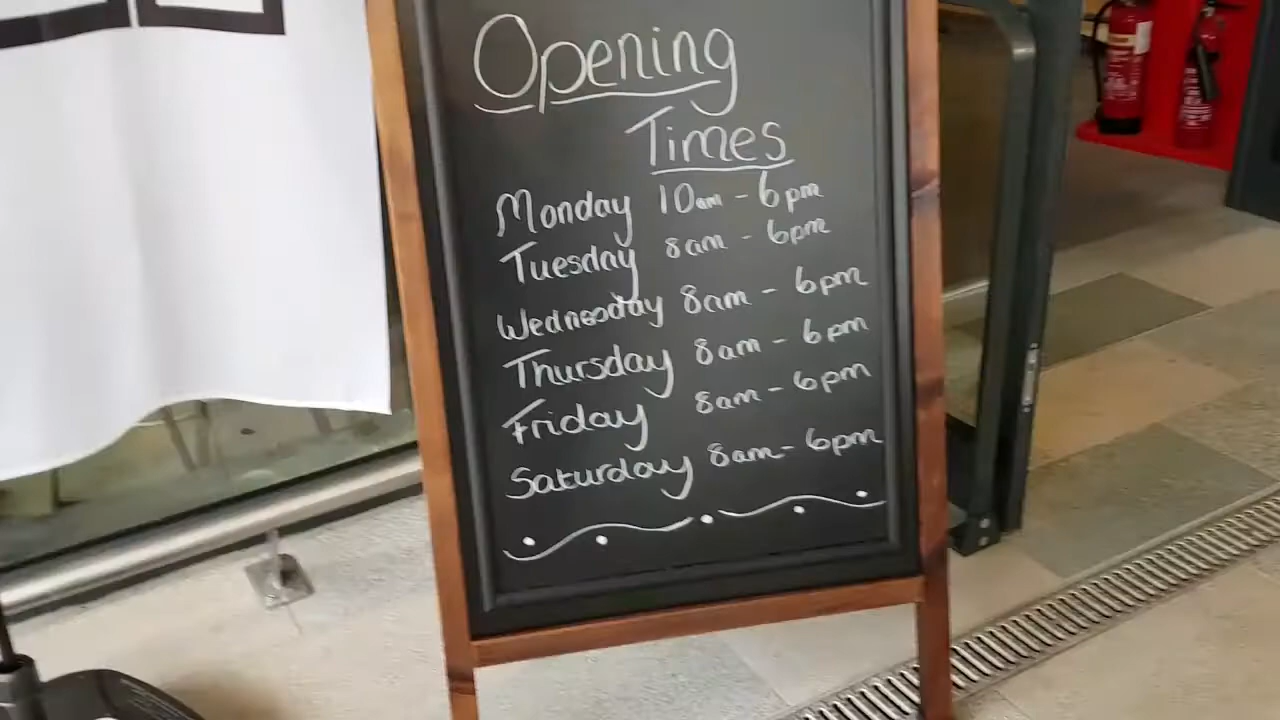 Opening
Times
Monday 10am - 6pm
Tuesday 8am - 6pm
Wednesday 8am - 6pm
Thursday 8am - 6pm
Friday 8am - 6pm
Saturday 8am - 6pm